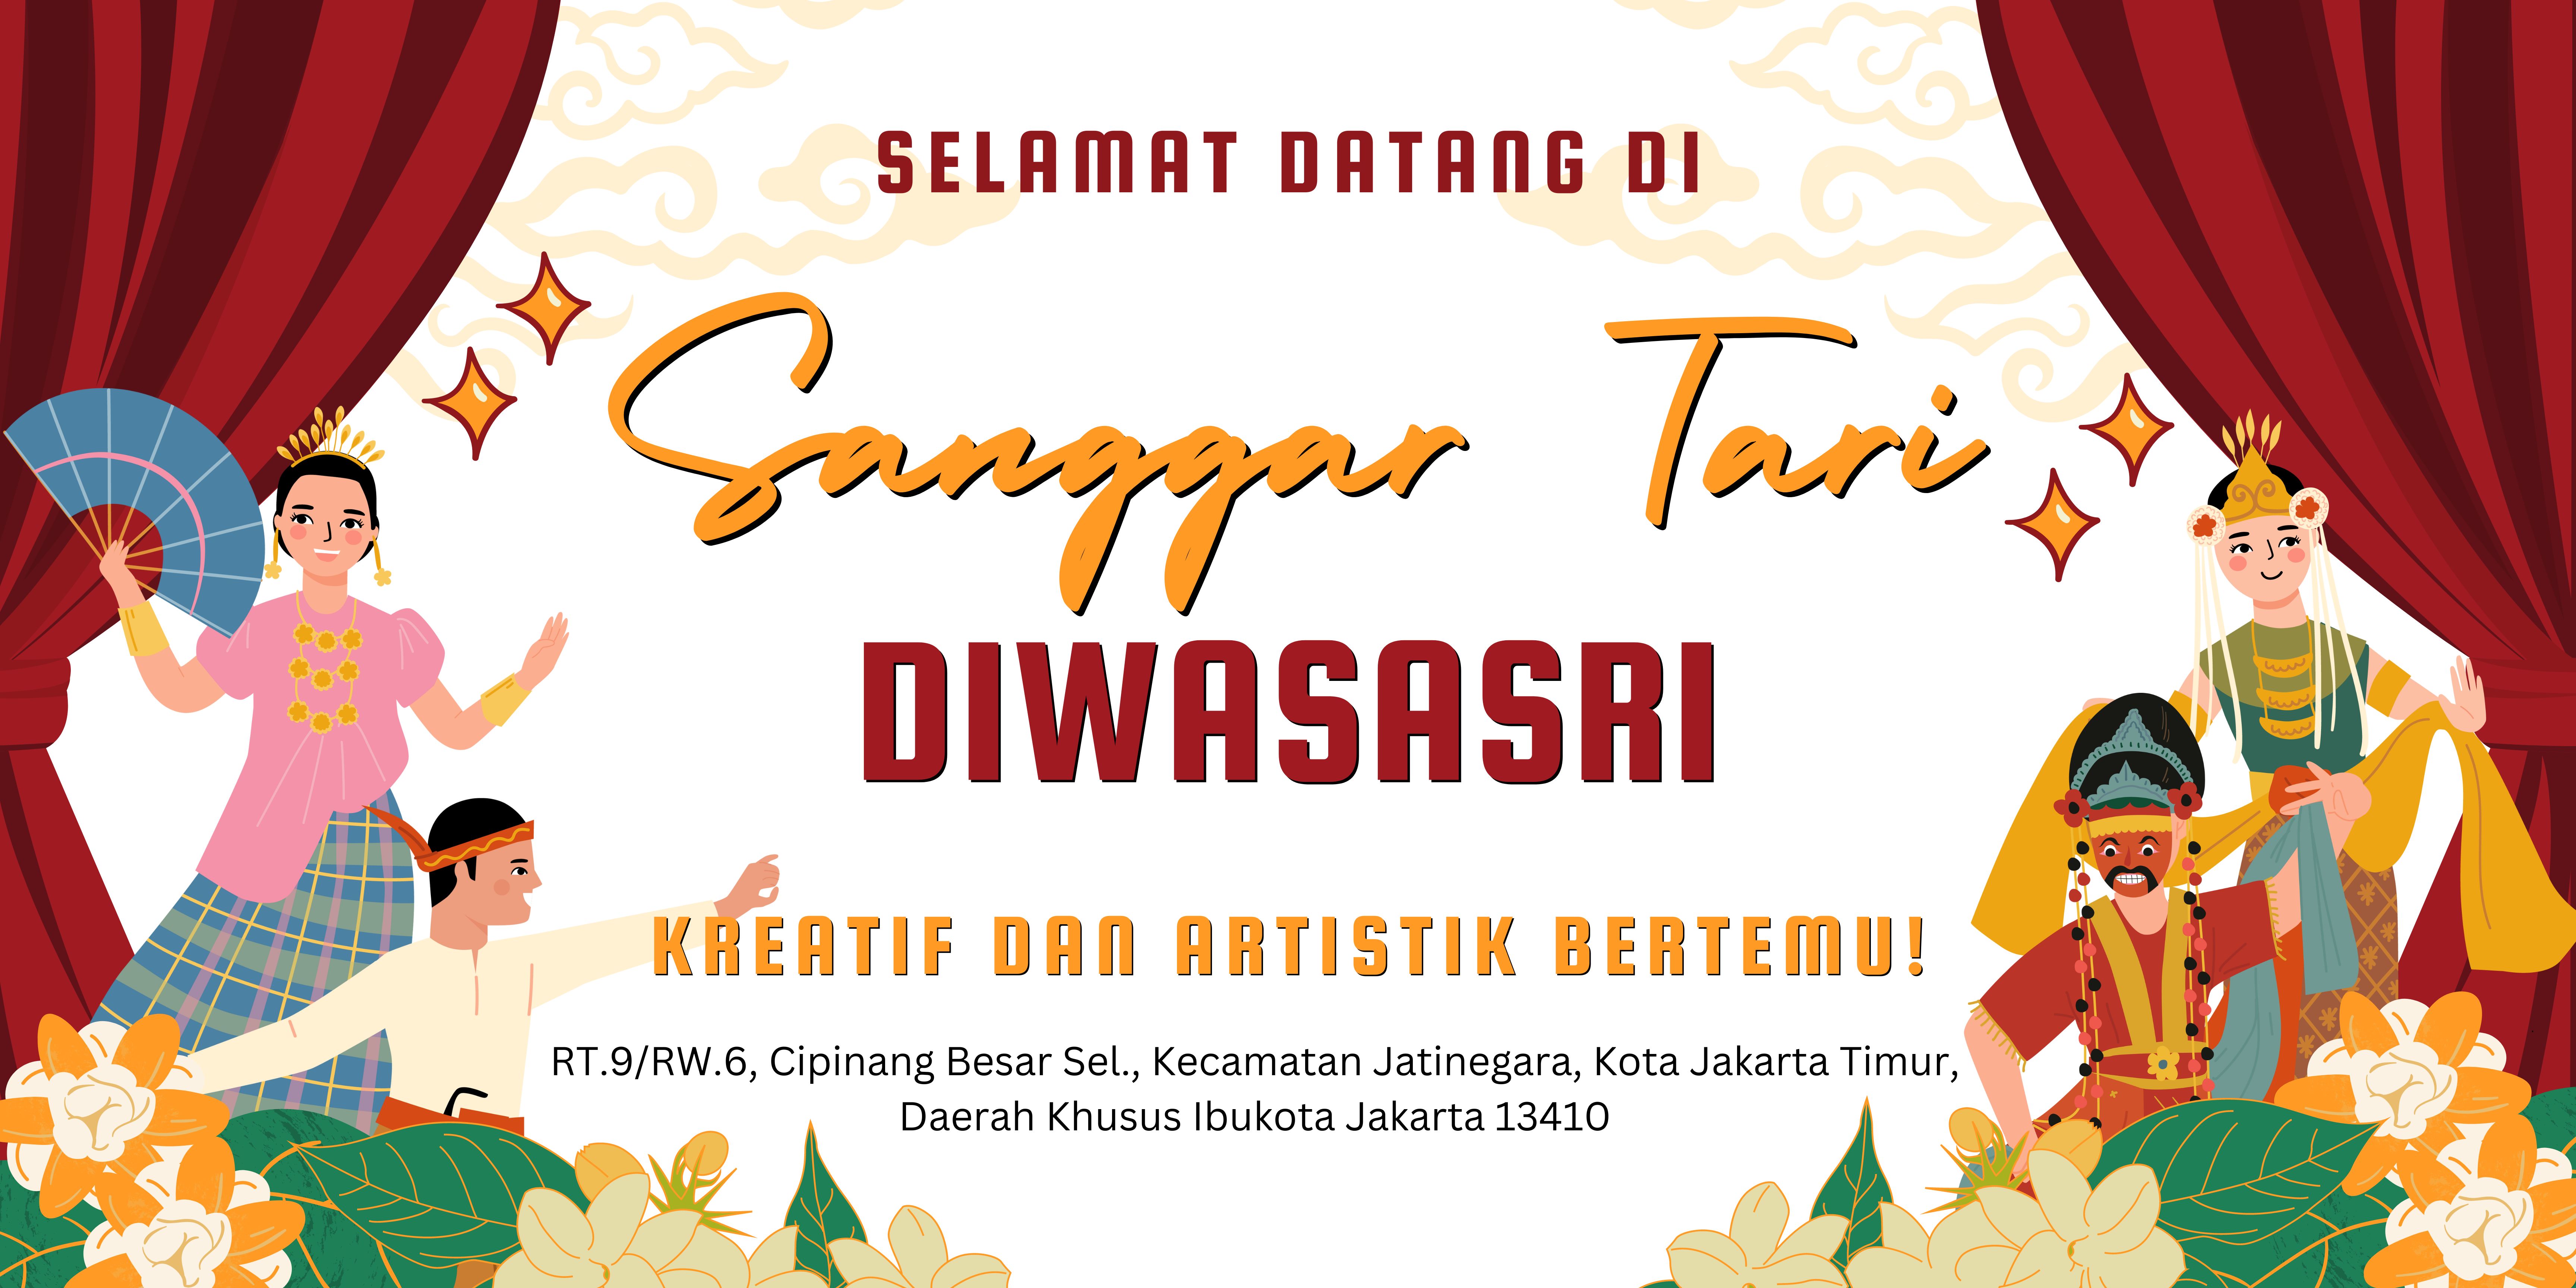 SELAMAT DATANG DI
Sanggar Tari
DIWASASRI
KREATIF DAN ARTISTIK BERTEMU!
RT.9/RW.6, Cipinang Besar Sel., Kecamatan Jatinegara, Kota Jakarta Timur,
Daerah Khusus Ibukota Jakarta 13410